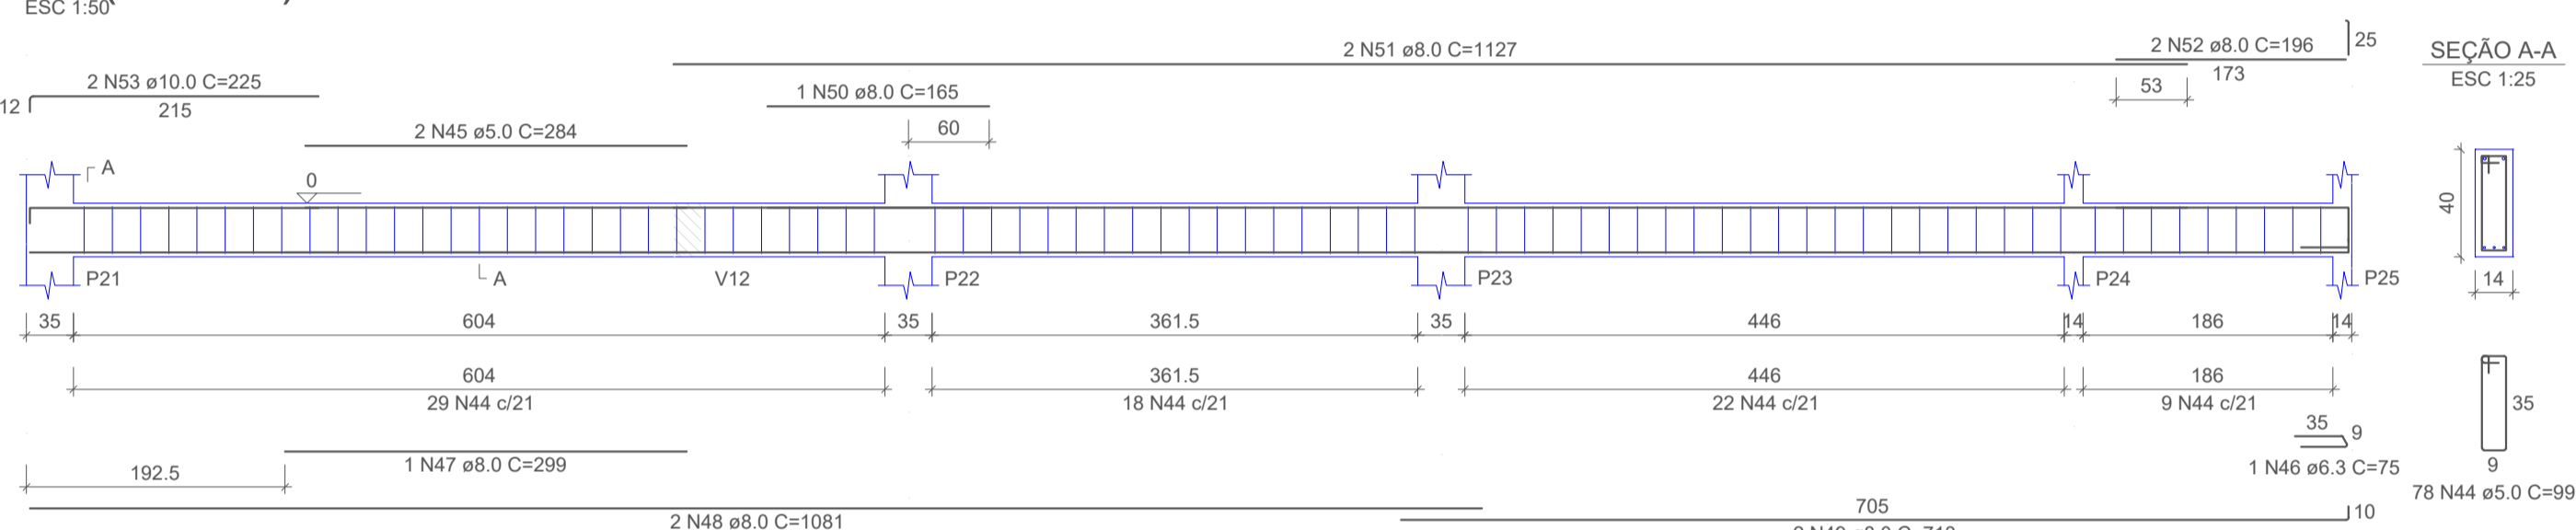 ESC 1:50
2 N51 ø8.0 C=1127
2 N52 ø8.0 C=196
25
173
53
SEÇÃO A-A
ESC 1:25
2 N53 ø10.0 C=225
12
215
1 N50 ø8.0 C=165
60
2 N45 ø5.0 C=284
A
0
40
14
P21
A
V12
P22
P23
P24
P25
35
604
35
361.5
35
446
14
186
14
604
361.5
446
186
29 N44 c/21
18 N44 c/21
22 N44 c/21
9 N44 c/21
35
9
35
9
1 N47 ø8.0 C=299
1 N46 ø6.3 C=75
192.5
78 N44 ø5.0 C=99
705
10
2 N48 ø8.0 C=1081